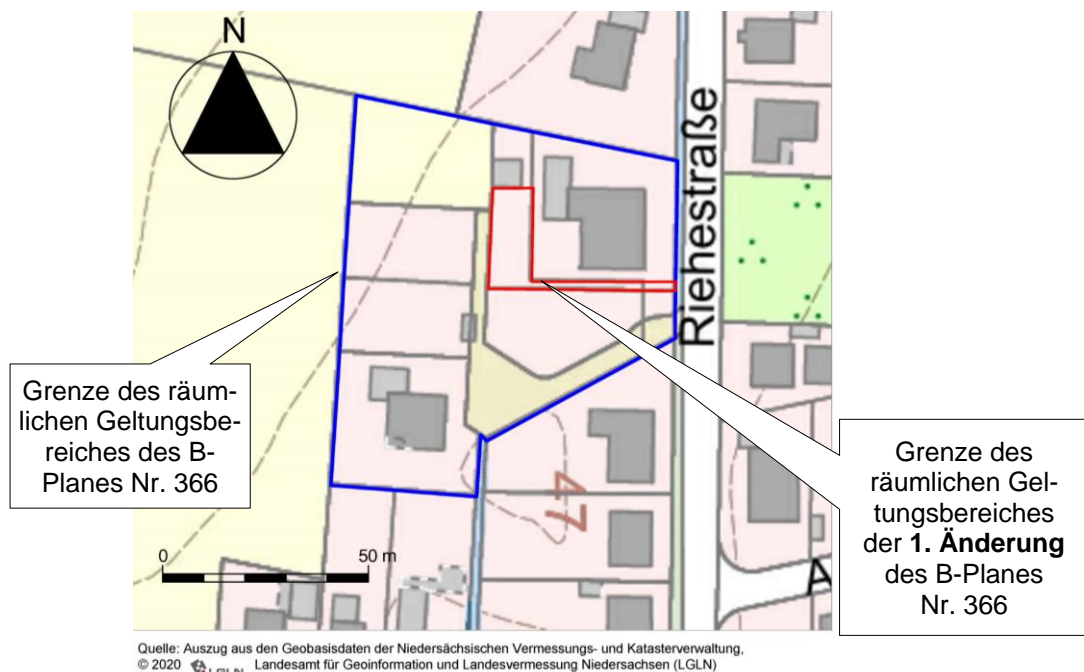 N
Riehestraße
Grenze des räum-
lichen Geltungsbe-
reiches des B-
Planes Nr. 366
Grenze des
räumlichen Gel-
tungsbereiches
der 1. Änderung
des B-Planes
Nr. 366
47
0 50 m
A
Quelle: Auszug aus den Geobasisdaten der Niedersächsischen Vermessungs- und Katasterverwaltung,
© 2020 LGLN Landesamt für Geoinformation und Landesvermessung Niedersachsen (LGLN)